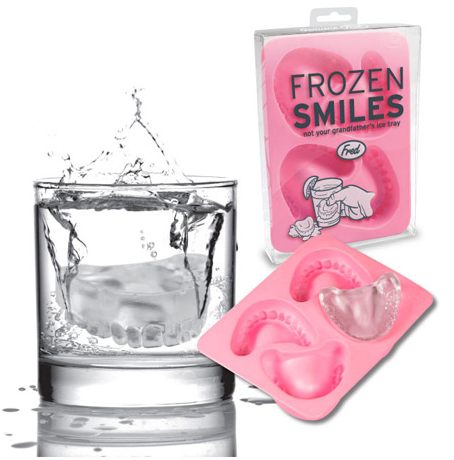 FROZEN
SMILES
not your grandfather's ice tray
Fred